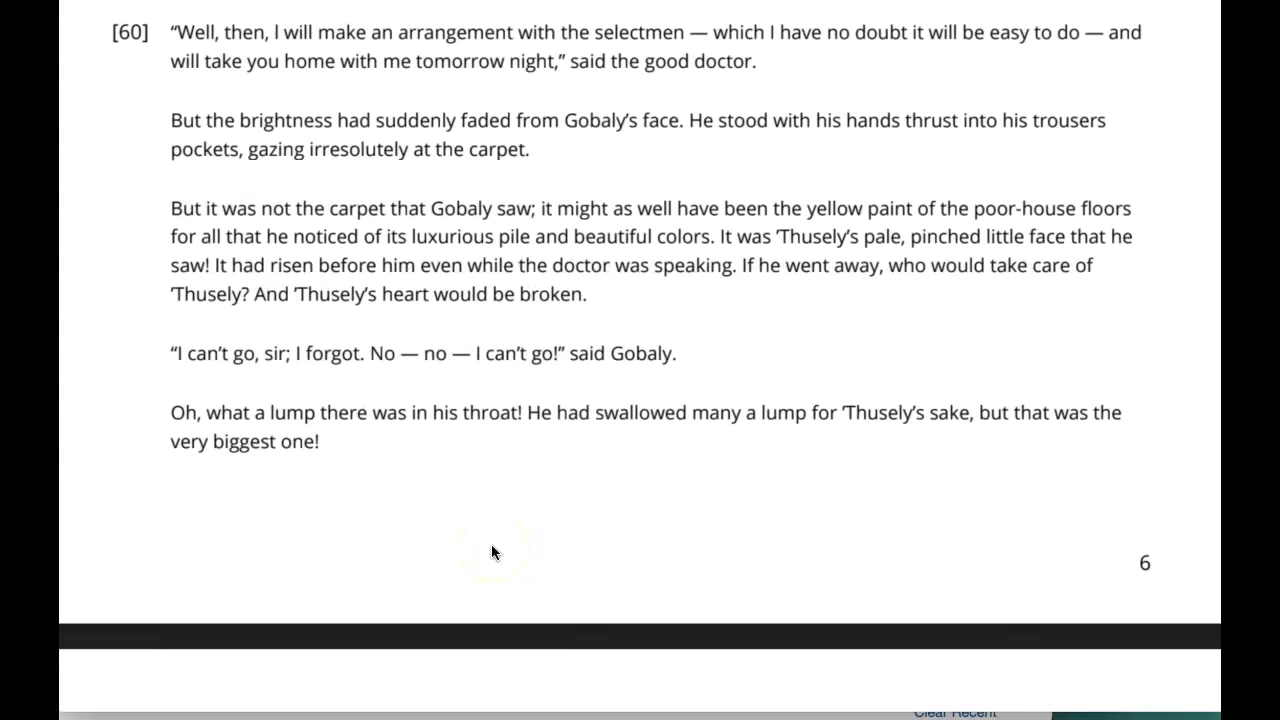 [60] “Well, then, l will make an arrangement with the selectmen — which I have no doubt it will be easy to do — and
will take you home with me tomorrow night,” said the good doctor.
But the brightness had suddenly faded from Gobaly’s face. He stood with his hands thrust into his trousers
pockets, gazing irresolutely at the carpet.
But it was not the carpet that Gobaly saw; it might as well have been the yellow paint of the poor-house floors
for all that he noticed of its luxurious pile and beautiful colors. It was ’Thusely’s pale, pinched little face that he
saw! It had risen before him even while the doctor was speaking. If he went away, who would take care of
’Thusely? And ’Thusely’s heart would be broken.
“I can’t go, sir; I forgot. No — no — I can’t go!” said Gobaly.
Oh, what a lump there was in his throat! He had swallowed many a lump for ’Thusely’s sake, but that was the
very biggest one!
6
Clear Recent